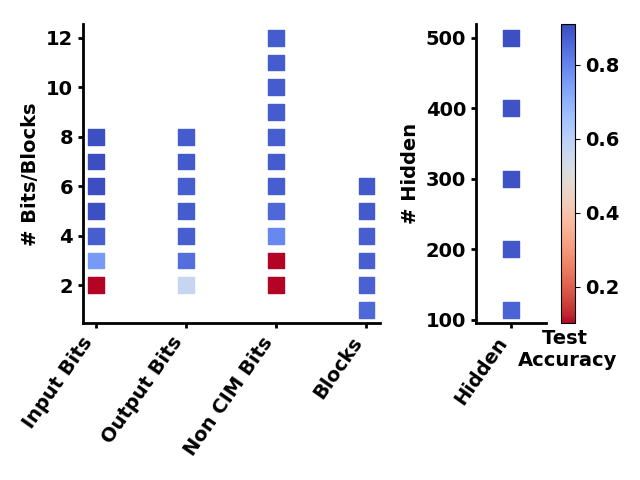 # Bits/Blocks
12
10
8
6
4
2
Input Bits
Output Bits
Non CIM Bits
Blocks
# Hidden
500
400
300
200
100
Hidden
0.8
0.6
0.4
0.2
Test
Accuracy